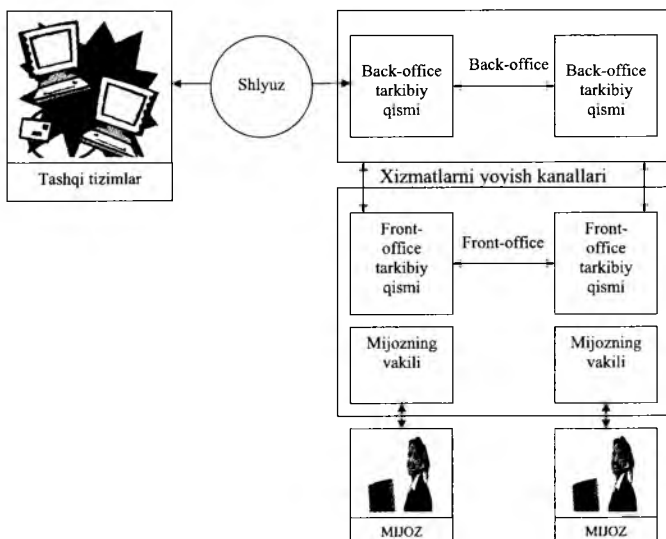 Tashqi tizimlar
Shlyuz
Back-office
tarkibiy
qismi
Back-office
Back-office
tarkibiy
qismi
Xizmatlarni yoyish kanallari
Front-
office
tarkibiy
qismi
Front-office
Front-
office
tarkibiy
qismi
Mijozning
vakili
Mijozning
vakili
MIJOZ
MIJOZ